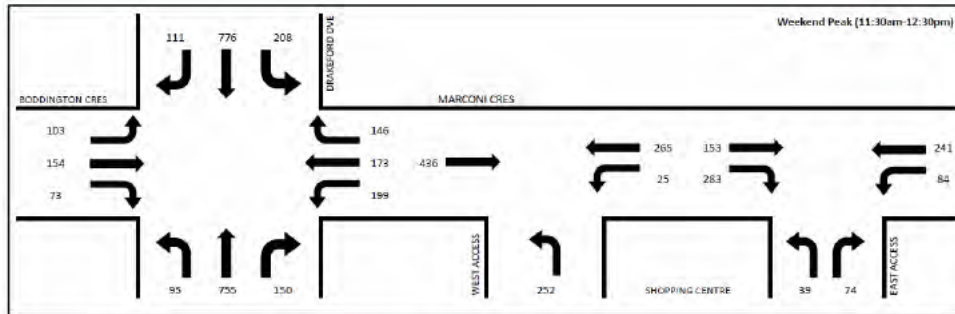 Weekend Peak (11:30am-12:30pm)
111 776 208
DRAKEFORD DVE
BODDINGTON CRES
MARCONI CRES
103
154
73
146
173
199
436
265
25
153
283
241
84
95 755 150
WEST ACCESS
252
SHOPPING CENTRE
39 74
EAST ACCESS